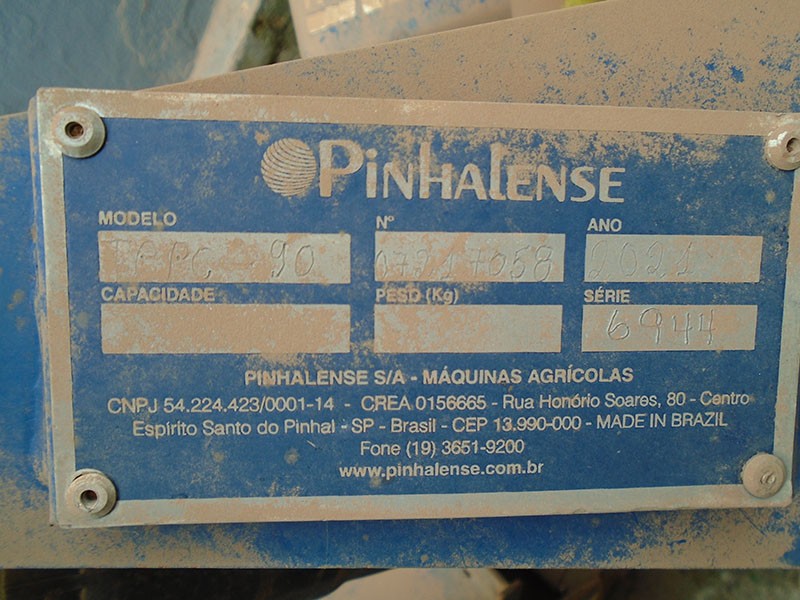 PINHALENSE
MODELO Nº ANO
2021
CAPACIDADE PESO (Kg) SÉRIE
6944
PINHALENSE S/A - MÁQUINAS AGRÍCOLAS
CNPJ 54.224.423/0001-14 - CREA 0156665 - Rua Honório Soares, 80 - Centro
Espírito Santo do Pinhal - SP - Brasil - CEP 13.990-000 - MADE IN BRAZIL
Fone (19) 3651-9200
www.pinhalense.com.br